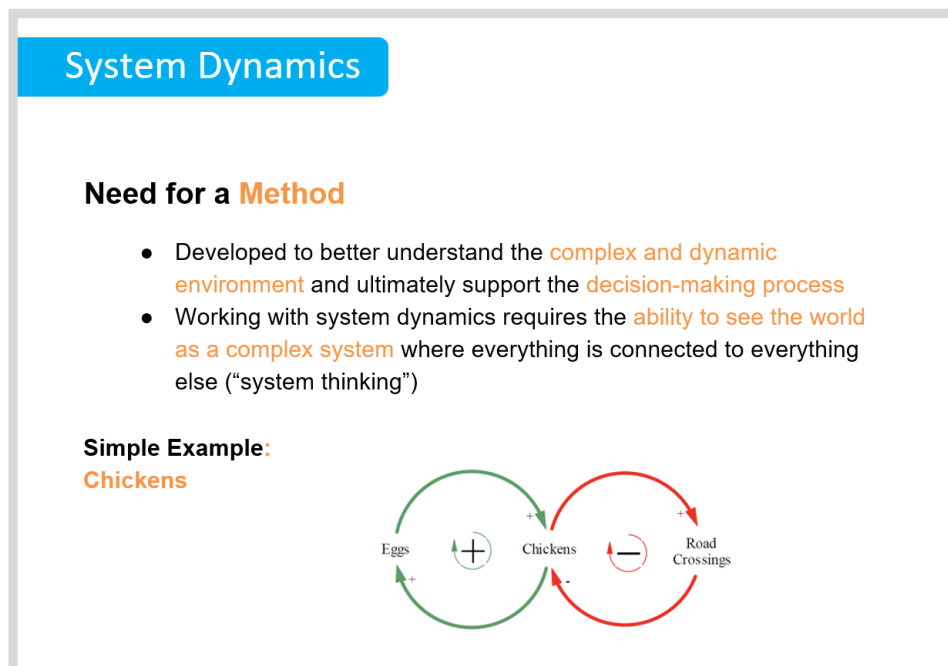 System Dynamics
Need for a Method
● Developed to better understand the complex and dynamic
environment and ultimately support the decision-making process
● Working with system dynamics requires the ability to see the world
as a complex system where everything is connected to everything
else (“system thinking”)
Simple Example:
Chickens
+
+
Eggs
+
Chickens
−
Road
Crossings
+
-